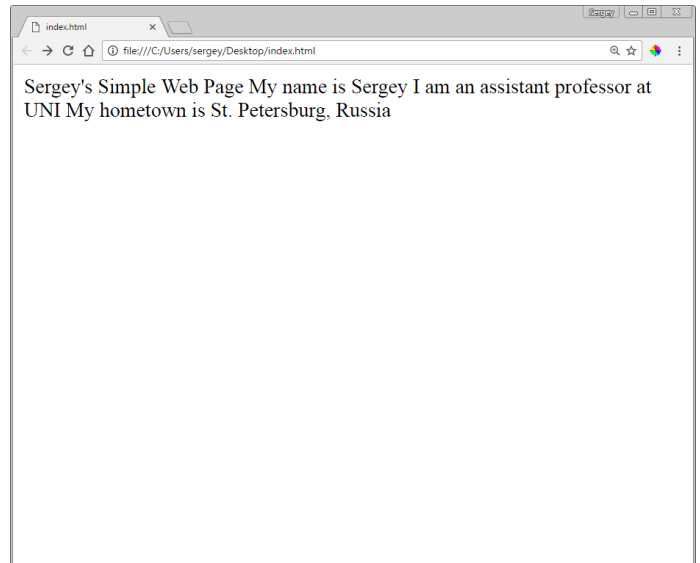 Sergey
index.html
file:///C:/Users/sergey/Desktop/index.html
Sergey's Simple Web Page My name is Sergey I am an assistant professor at
UNI My hometown is St. Petersburg, Russia